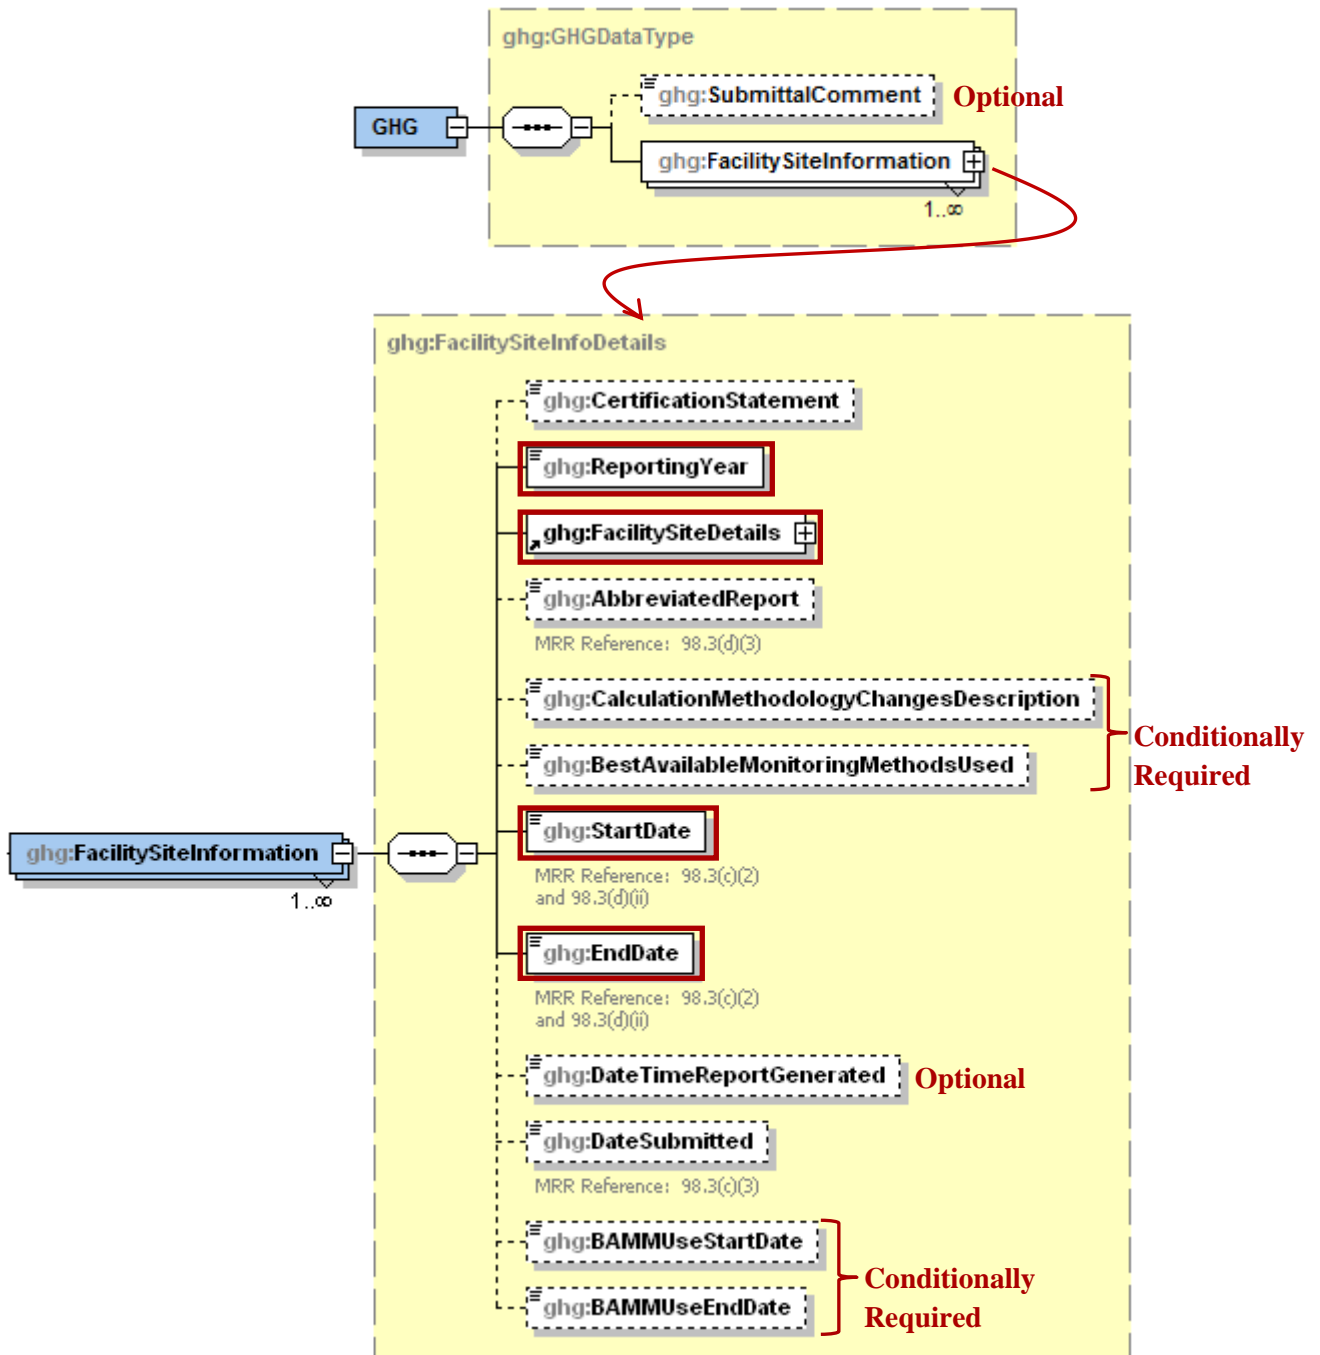 ghg:GHGDataType
ghg:SubmittalComment
Optional
GHG
ghg:FacilitySiteInformation
1..∞
ghg:FacilitySiteInfoDetails
ghg:CertificationStatement
ghg:ReportingYear
ghg:FacilitySiteDetails
ghg:AbbreviatedReport
MRR Reference: 98.3(d)(3)
ghg:CalculationMethodologyChangesDescription
Conditionally
Required
ghg:BestAvailableMonitoringMethodsUsed
ghg:StartDate
MRR Reference: 98.3(c)(2)
and 98.3(d)(ii)
ghg:FacilitySiteInformation
1..∞
ghg:EndDate
MRR Reference: 98.3(c)(2)
and 98.3(d)(ii)
ghg:DateTimeReportGenerated
Optional
ghg:DateSubmitted
MRR Reference: 98.3(c)(3)
ghg:BAMMUseStartDate
Conditionally
Required
ghg:BAMMUseEndDate